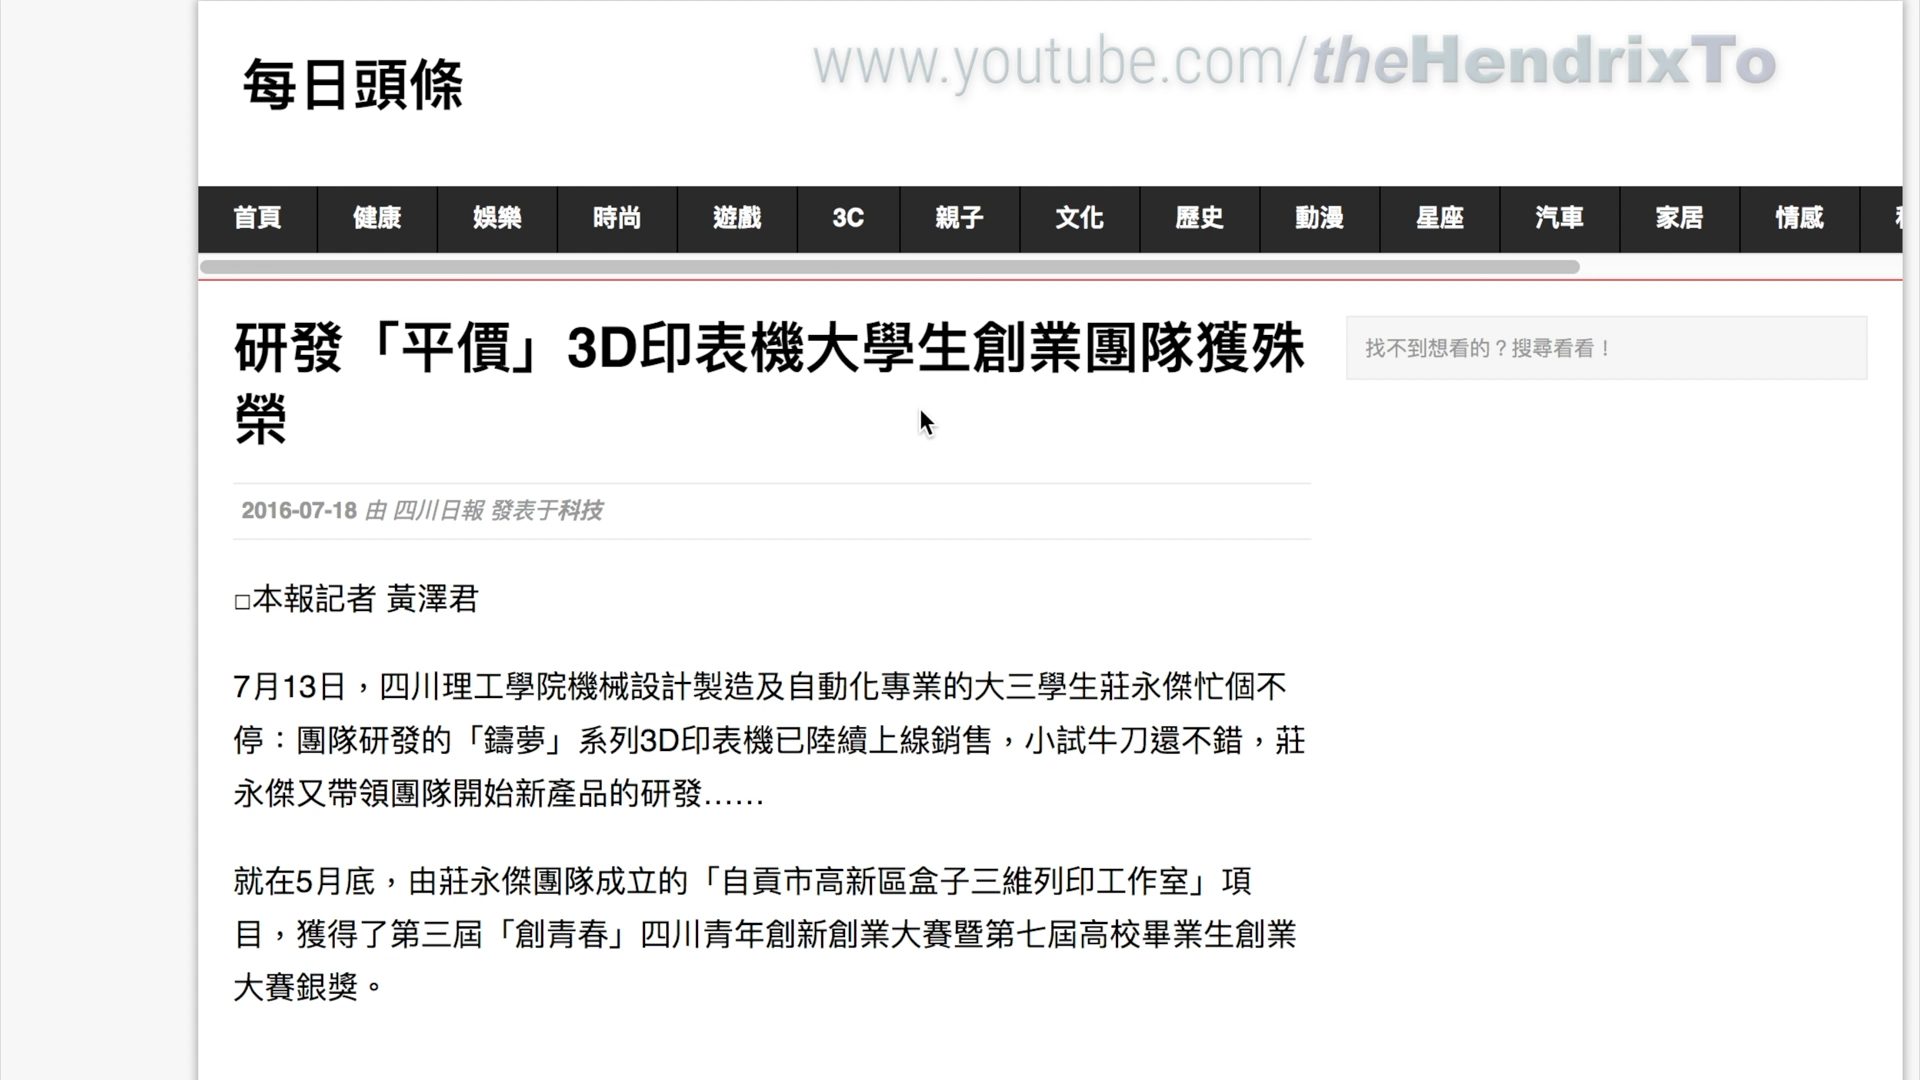 每日頭條
www.youtube.com/theHendrixTo
首頁 健康 娛樂 時尚 遊戲 3C 親子 文化 歷史 動漫 星座 汽車 家居 情感
研發「平價」3D印表機大學生創業團隊獲殊
榮
找不到想看的？搜尋看看！
2016-07-18 由 四川日報 發表于科技
□本報記者 黃澤君
7月13日，四川理工學院機械設計製造及自動化專業的大三學生莊永傑忙個不
停：團隊研發的「鑄夢」系列3D印表機已陸續上線銷售，小試牛刀還不錯，莊
永傑又帶領團隊開始新產品的研發……
就在5月底，由莊永傑團隊成立的「自貢市高新區盒子三維列印工作室」項
目，獲得了第三屆「創青春」四川青年創新創業大賽暨第七屆高校畢業生創業
大賽銀獎。